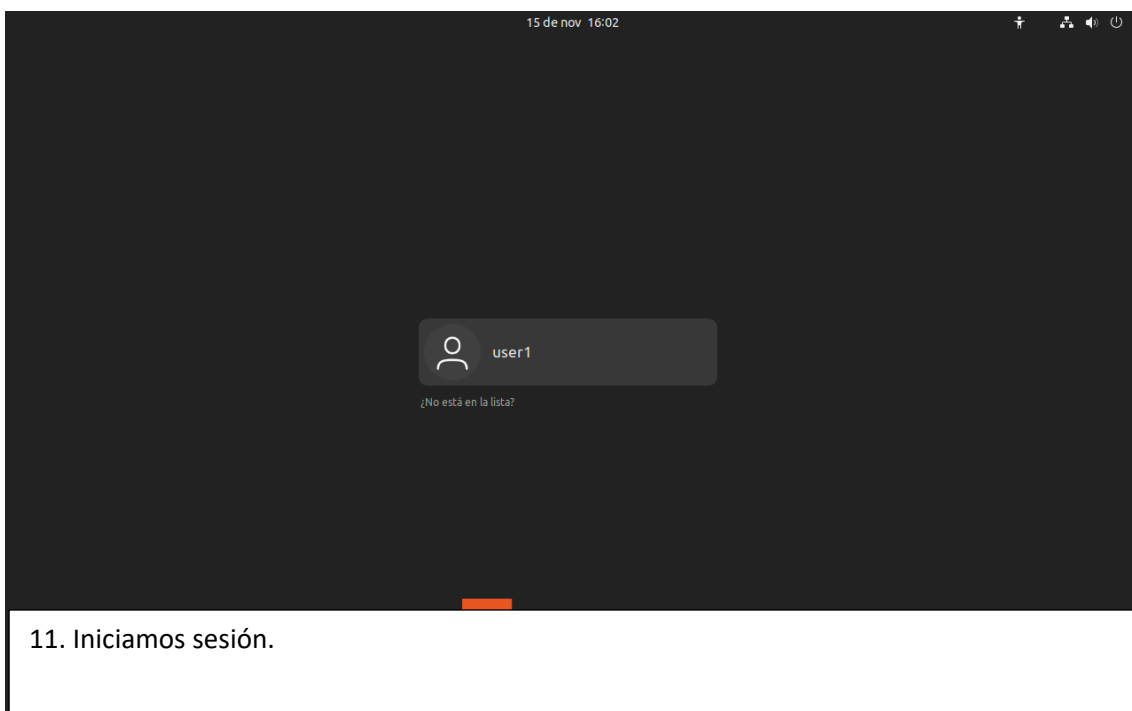 15 de nov 16:02
user1
¿No está en la lista?
11. Iniciamos sesión.